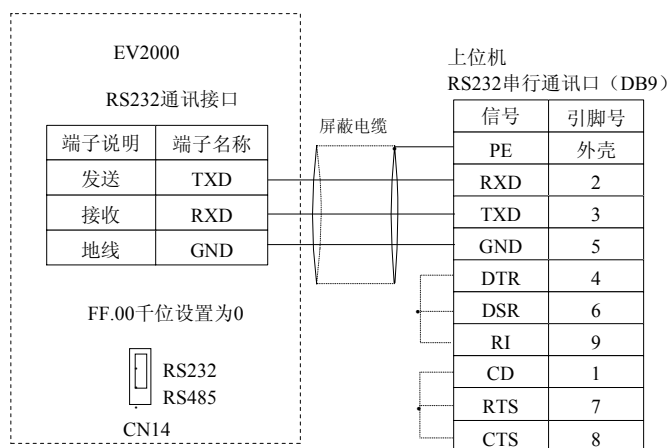 EV2000
RS232通讯接口
端子说明 端子名称
发送 TXD
接收 RXD
地线 GND
FF.00千位设置为0
RS232
RS485
CN14
屏蔽电缆
上位机
RS232串行通讯口（DB9）
信号 引脚号
PE 外壳
RXD 2
TXD 3
GND 5
DTR 4
DSR 6
RI 9
CD 1
RTS 7
CTS 8